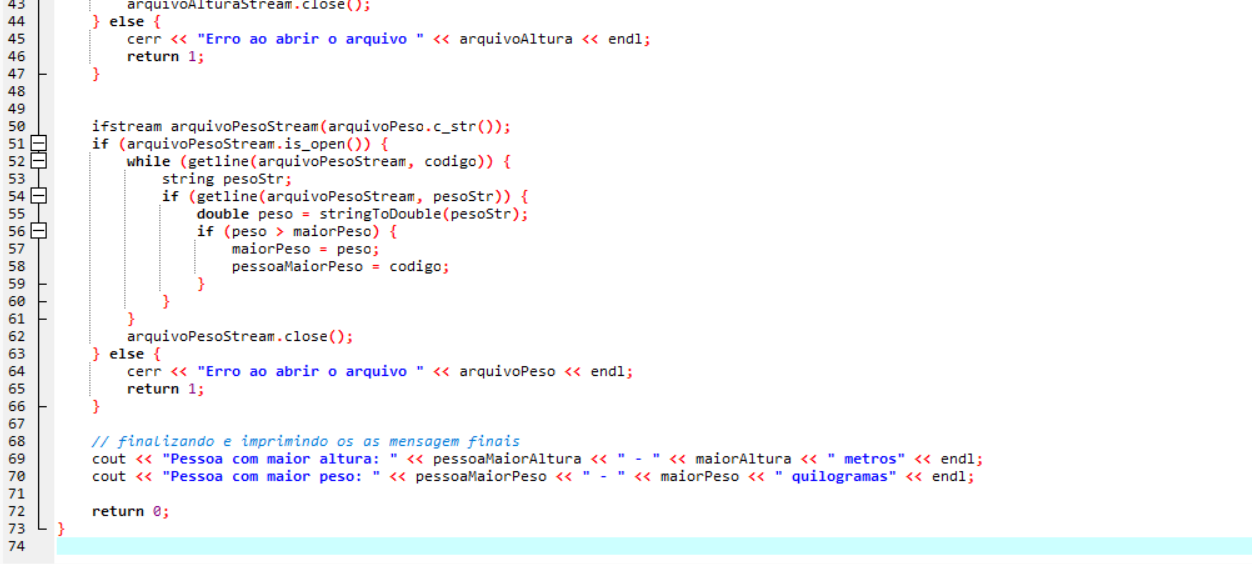 43 arquivoAlturaStream.close();
44 } else {
45 cerr << "Erro ao abrir o arquivo " << arquivoAltura << endl;
46 return 1;
47 }
48
49
50 ifstream arquivoPesoStream(arquivoPeso.c_str());
51 if (arquivoPesoStream.is_open()) {
52 while (getline(arquivoPesoStream, codigo)) {
53 string pesoStr;
54 if (getline(arquivoPesoStream, pesoStr)) {
55 double peso = stringToDouble(pesoStr);
56 if (peso > maiorPeso) {
57 maiorPeso = peso;
58 pessoaMaiorPeso = codigo;
59 }
60 }
61 }
62 arquivoPesoStream.close();
63 } else {
64 cerr << "Erro ao abrir o arquivo " << arquivoPeso << endl;
65 return 1;
66 }
67
68 // finalizando e imprimindo os as mensagem finais
69 cout << "Pessoa com maior altura: " << pessoaMaiorAltura << " - " << maiorAltura << " metros" << endl;
70 cout << "Pessoa com maior peso: " << pessoaMaiorPeso << " - " << maiorPeso << " quilogramas" << endl;
71
72 return 0;
73 }
74